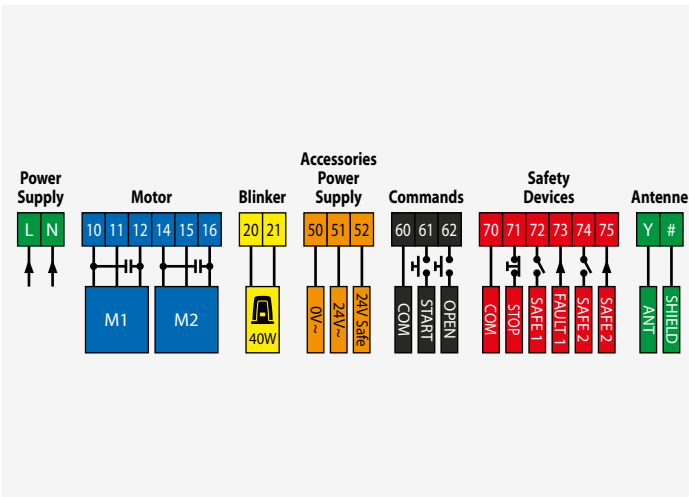 Power Supply
L N
Motor
10 11 12 14 15 16
M1 M2
Blinker
20 21
40W
Accessories Power Supply
50 51 52
0V~ 24V~ 24V Safe
Commands
60 61 62
COM START OPEN
Safety Devices
70 71 72 73 74 75
COM STOP SAFE 1 FAULT 1 SAFE 2 SAFE 2
Antenne
Y #
ANT SHIELD